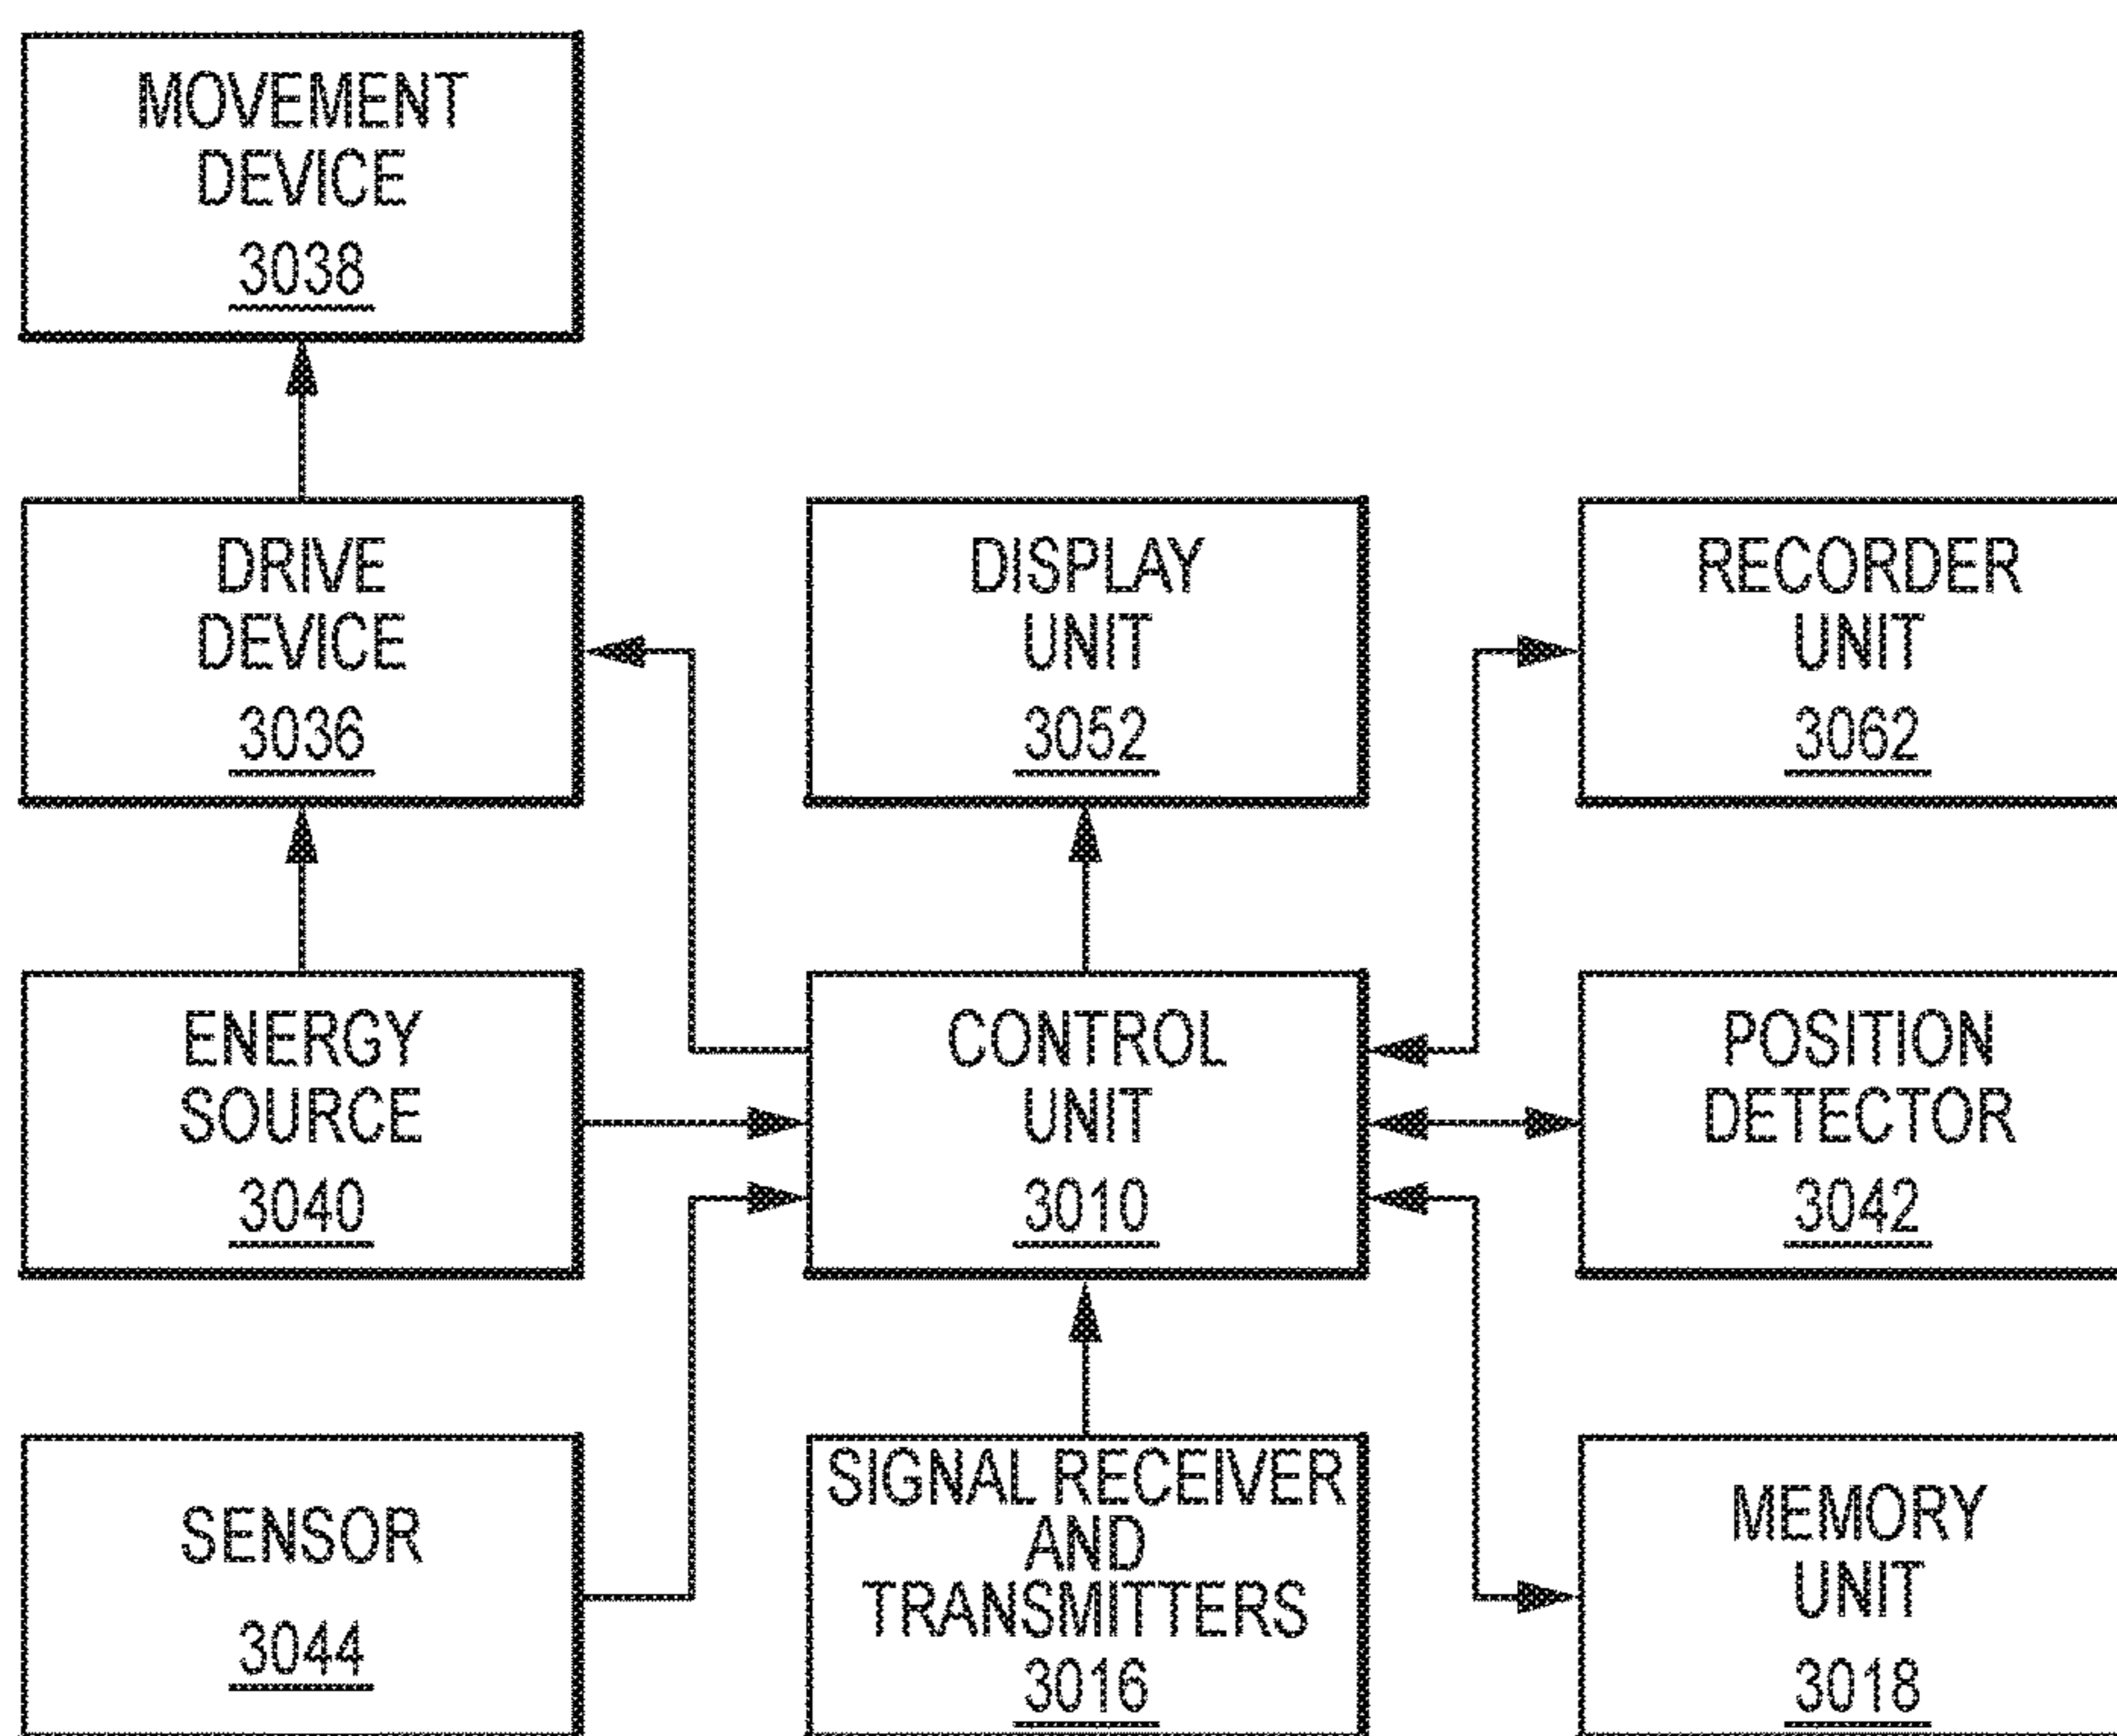 MOVEMENT
DEVICE
3038
DRIVE
DEVICE
3036
DISPLAY
UNIT
3052
RECORDER
UNIT
3062
ENERGY
SOURCE
3040
CONTROL
UNIT
3010
POSITION
DETECTOR
3042
SENSOR
3044
SIGNAL RECEIVER
AND
TRANSMITTERS
3016
MEMORY
UNIT
3018